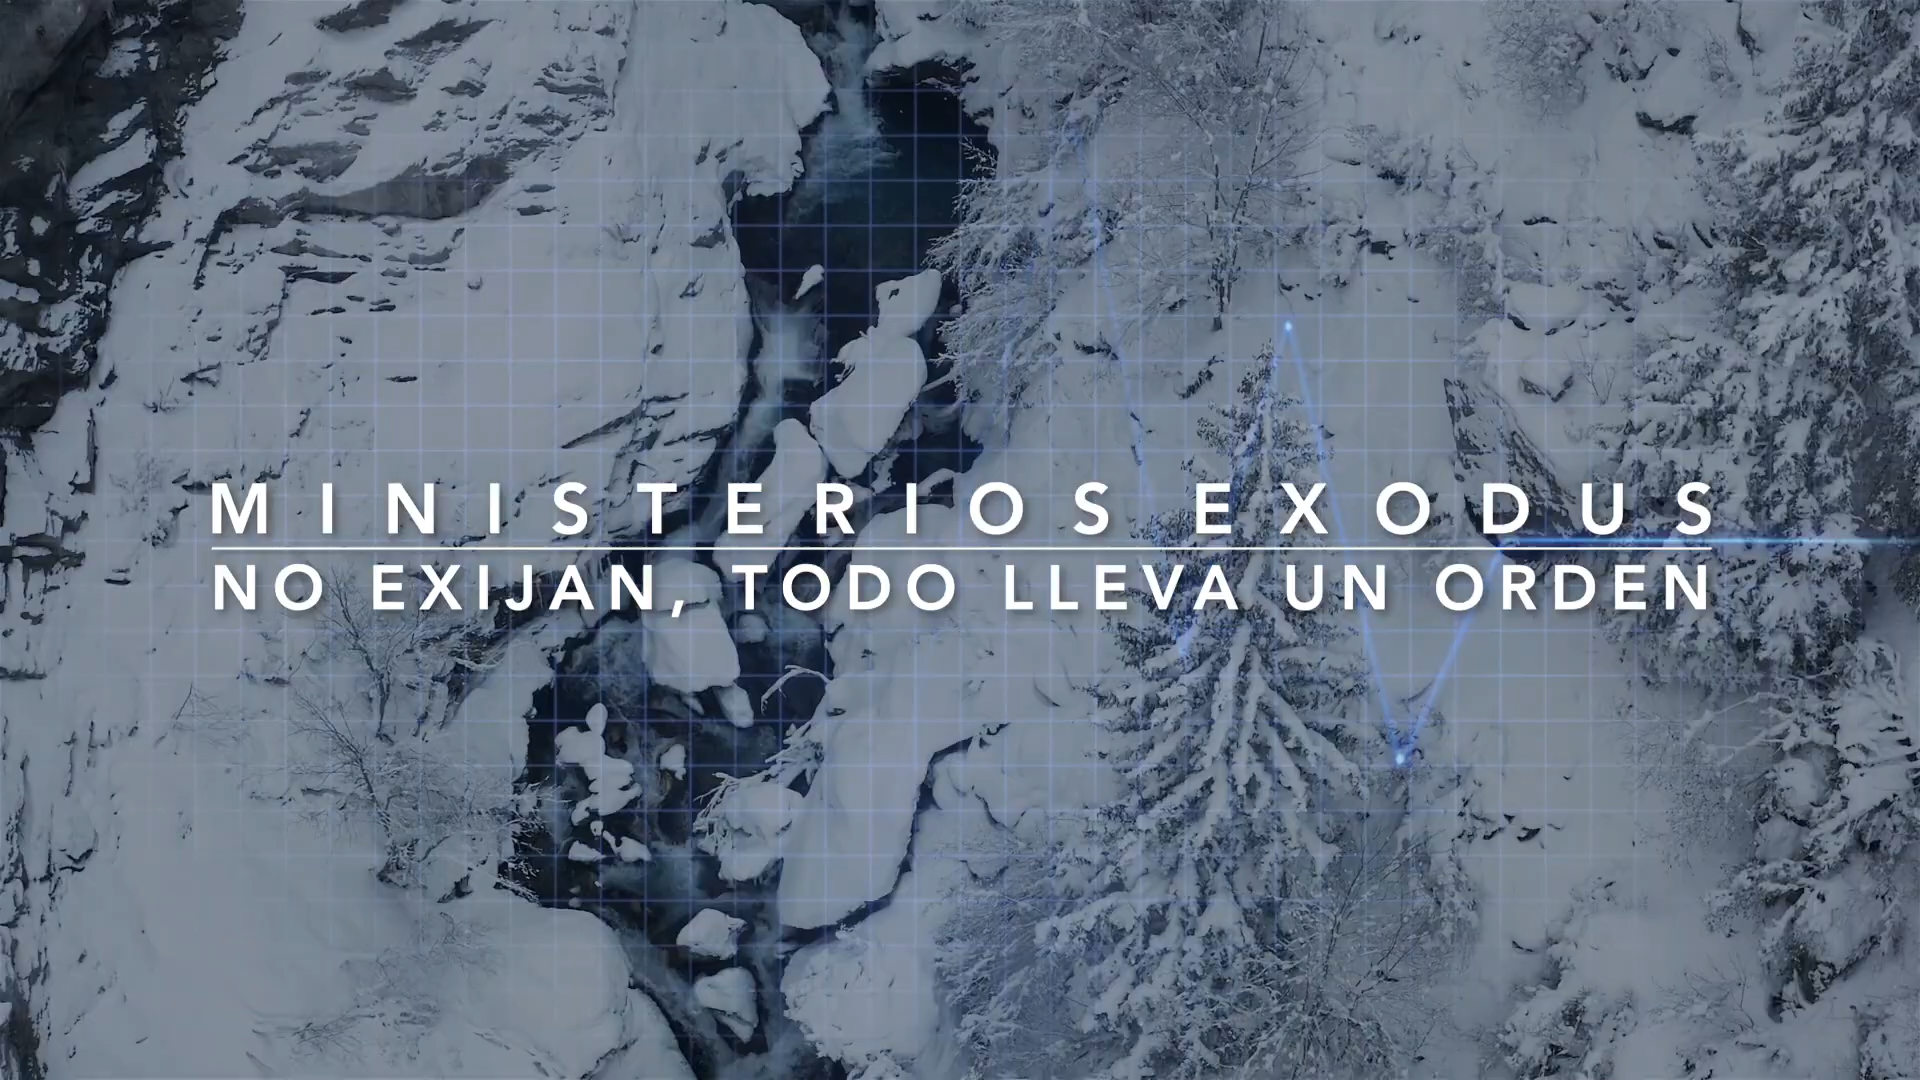 MINISTERIOS EXODUS
NO EXIJAN, TODO LLEVA UN ORDEN